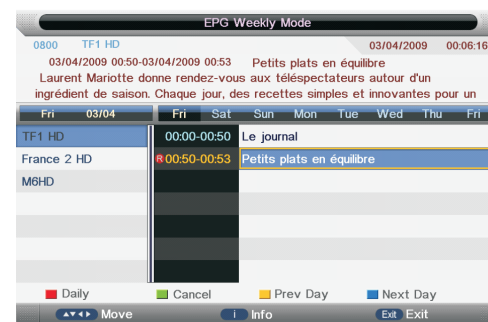 EPG Weekly Mode
0800 TF1 HD 03/04/2009 00:06:16
03/04/2009 00:50-03/04/2009 00:53 Petits plats en équilibre
Laurent Mariotte donne rendez-vous aux téléspectateurs autour d'un
ingrédient de saison. Chaque jour, des recettes simples et innovantes pour un
Fri 03/04 Fri Sat Sun Mon Tue Wed Thu Fri
TF1 HD 00:00-00:50 Le journal
France 2 HD R 00:50-00:53 Petits plats en équilibre
M6HD
Daily Cancel Prev Day Next Day
Move i Info Exit Exit